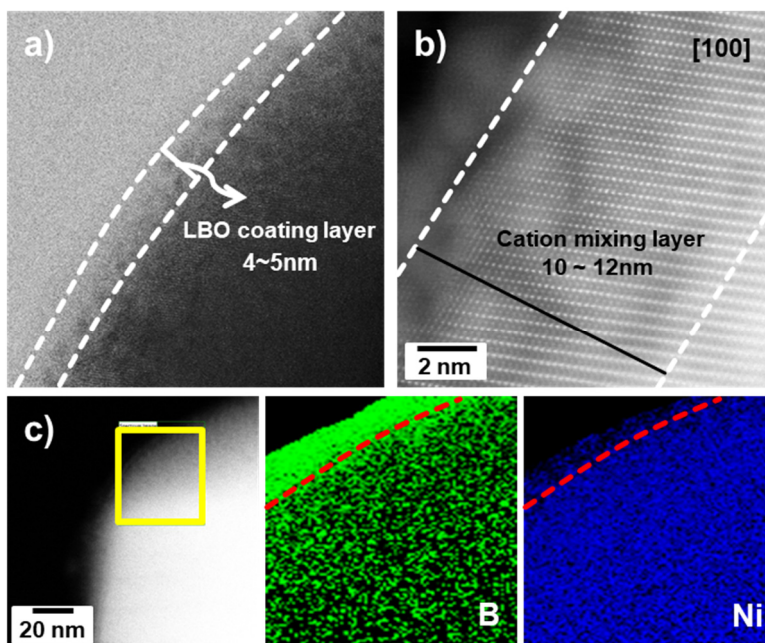 a)
LBO coating layer
4~5nm
b)
[100]
Cation mixing layer
10 ~ 12nm
2 nm
c)
20 nm
B
Ni